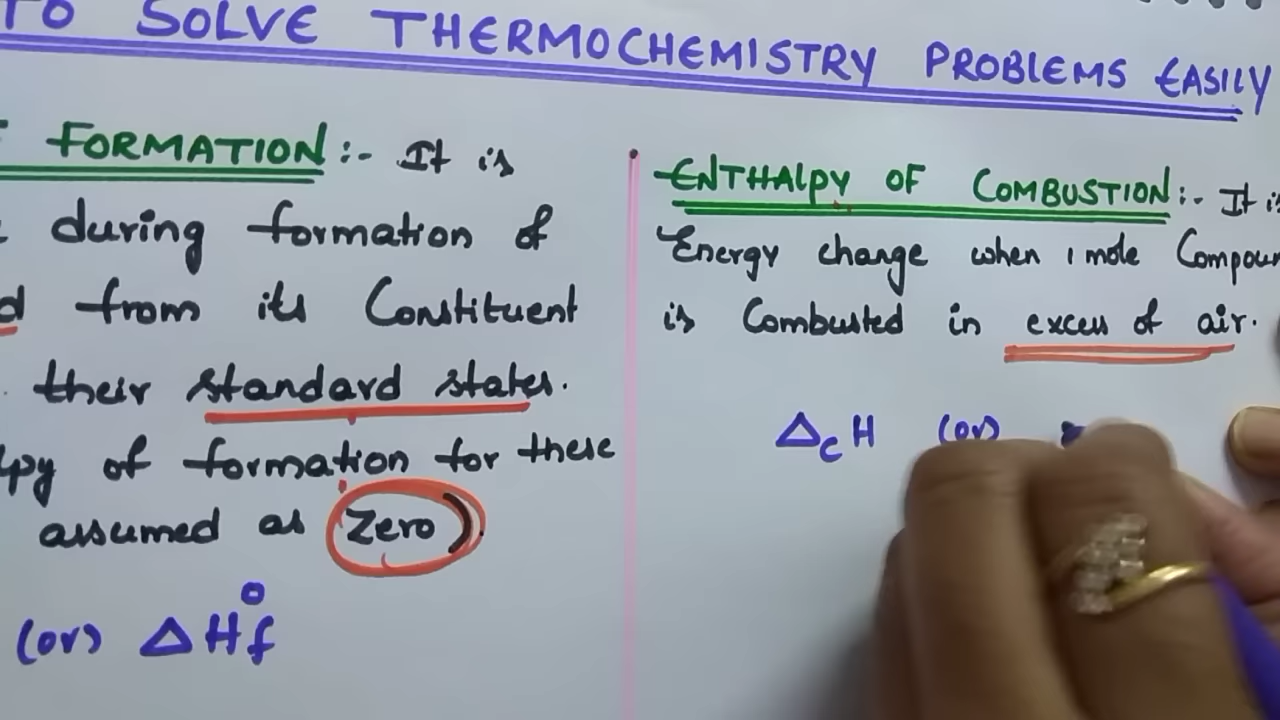 TO SOLVE THERMOCHEMISTRY PROBLEMS EASILY
FORMATION :- It is
during formation of
from its Constituent
their standard states.
of formation for these
assumed as Zero).
(or) ΔH°f
ENTHALPY OF COMBUSTION :- It is
Energy change when 1 mole Compoun
is Combusted in excess of air.
ΔcH (or)